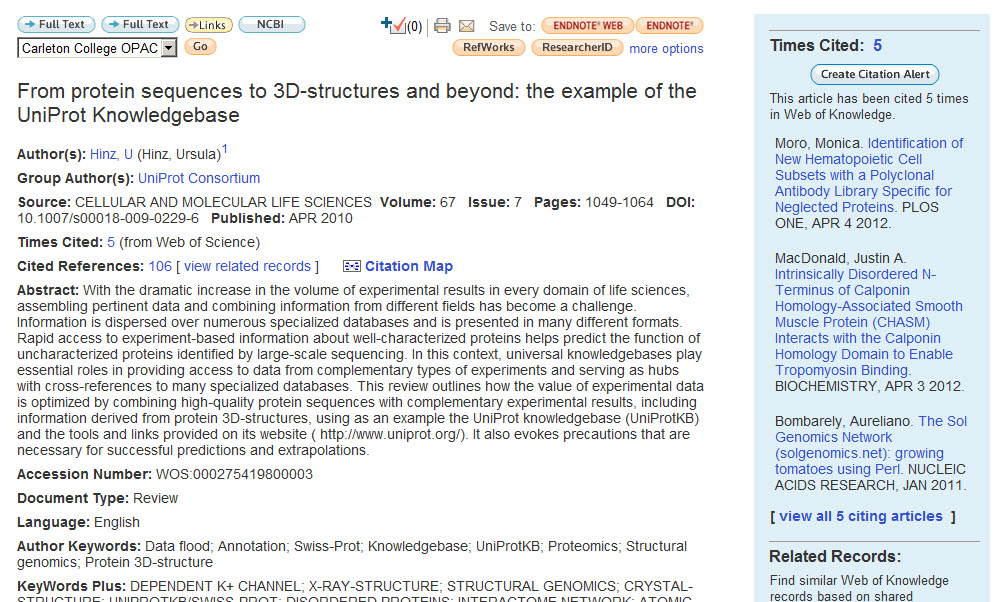 Full Text
Full Text
Links
NCBI
(0)
Save to:
ENDNOTE® WEB
ENDNOTE®
Carleton College OPAC
Go
RefWorks
ResearcherID
more options
From protein sequences to 3D-structures and beyond: the example of the
UniProt Knowledgebase
Author(s): Hinz, U (Hinz, Ursula)1
Group Author(s): UniProt Consortium
Source: CELLULAR AND MOLECULAR LIFE SCIENCES Volume: 67 Issue: 7 Pages: 1049-1064 DOI:
10.1007/s00018-009-0229-6 Published: APR 2010
Times Cited: 5 (from Web of Science)
Cited References: 106 [ view related records ] Citation Map
Abstract: With the dramatic increase in the volume of experimental results in every domain of life sciences,
assembling pertinent data and combining information from different fields has become a challenge.
Information is dispersed over numerous specialized databases and is presented in many different formats.
Rapid access to experiment-based information about well-characterized proteins helps predict the function of
uncharacterized proteins identified by large-scale sequencing. In this context, universal knowledgebases play
essential roles in providing access to data from complementary types of experiments and serving as hubs
with cross-references to many specialized databases. This review outlines how the value of experimental data
is optimized by combining high-quality protein sequences with complementary experimental results, including
information derived from protein 3D-structures, using as an example the UniProt knowledgebase (UniProtKB)
and the tools and links provided on its website ( http://www.uniprot.org/). It also evokes precautions that are
necessary for successful predictions and extrapolations.
Accession Number: WOS:000275419800003
Document Type: Review
Language: English
Author Keywords: Data flood; Annotation; Swiss-Prot; Knowledgebase; UniProtKB; Proteomics; Structural
genomics; Protein 3D-structure
KeyWords Plus: DEPENDENT K+ CHANNEL; X-RAY-STRUCTURE; STRUCTURAL GENOMICS; CRYSTAL-
STRUCTURE; UNIPROTKB/SWISS-PROT; DISORDERED PROTEINS; INTERACTOME NETWORK; ATOMIC
Times Cited: 5
Create Citation Alert
This article has been cited 5 times
in Web of Knowledge.
Moro, Monica. Identification of
New Hematopoietic Cell
Subsets with a Polyclonal
Antibody Library Specific for
Neglected Proteins. PLOS
ONE, APR 4 2012.
MacDonald, Justin A.
Intrinsically Disordered N-
Terminus of Calponin
Homology-Associated Smooth
Muscle Protein (CHASM)
Interacts with the Calponin
Homology Domain to Enable
Tropomyosin Binding.
BIOCHEMISTRY, APR 3 2012.
Bombarely, Aureliano. The Sol
Genomics Network
(solgenomics.net): growing
tomatoes using Perl. NUCLEIC
ACIDS RESEARCH, JAN 2011.
[ view all 5 citing articles ]
Related Records:
Find similar Web of Knowledge
records based on shared